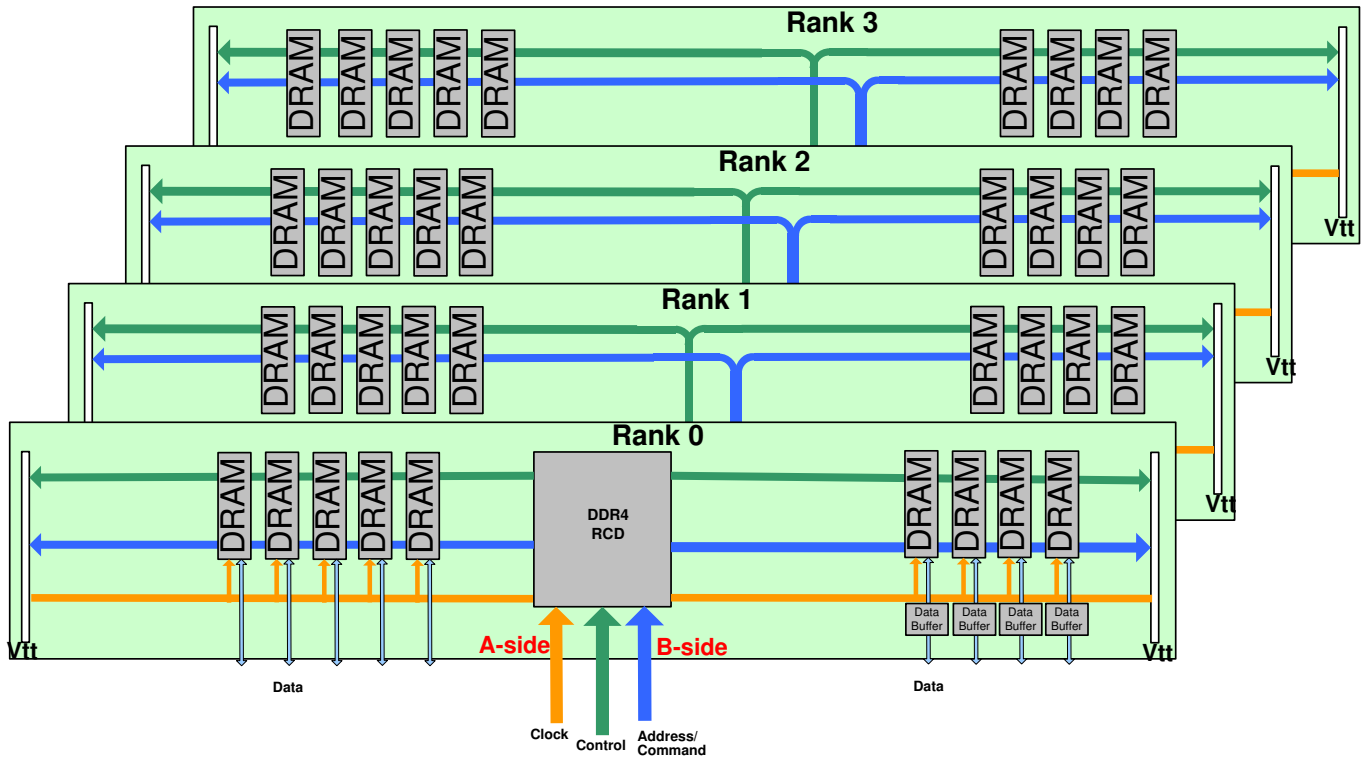 Rank 3
DRAM DRAM DRAM DRAM DRAM DRAM DRAM DRAM DRAM
Vtt
Rank 2
DRAM DRAM DRAM DRAM DRAM DRAM DRAM DRAM DRAM
Vtt
Rank 1
DRAM DRAM DRAM DRAM DRAM DRAM DRAM DRAM DRAM
Vtt
Rank 0
DRAM DRAM DRAM DRAM DRAM DRAM DRAM DRAM DRAM
DDR4
RCD
Data Data Data Data
Buffer Buffer Buffer Buffer
A-side B-side
Vtt Vtt
Data Data
Clock
Control
Address/
Command